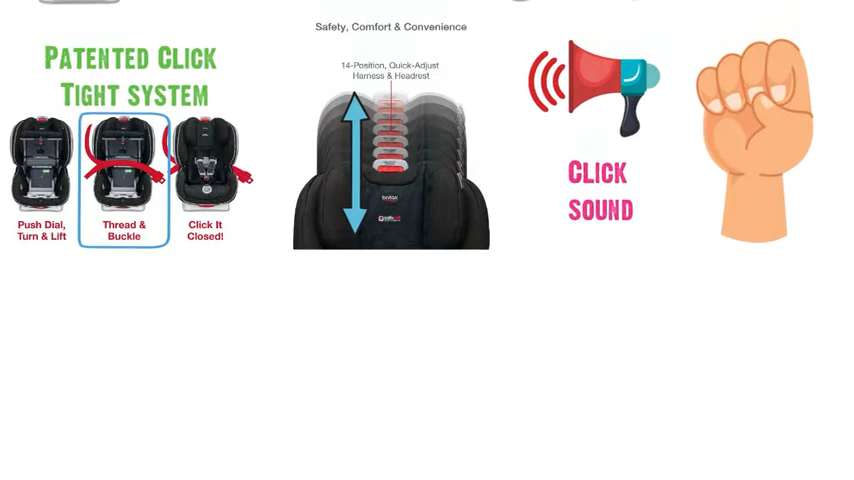 Safety, Comfort & Convenience
PATENTED CLICK
TIGHT SYSTEM
Push Dial,
Turn & Lift
Thread &
Buckle
Click It
Closed!
14-Position, Quick-Adjust
Harness & Headrest
britax
CLICK
SOUND